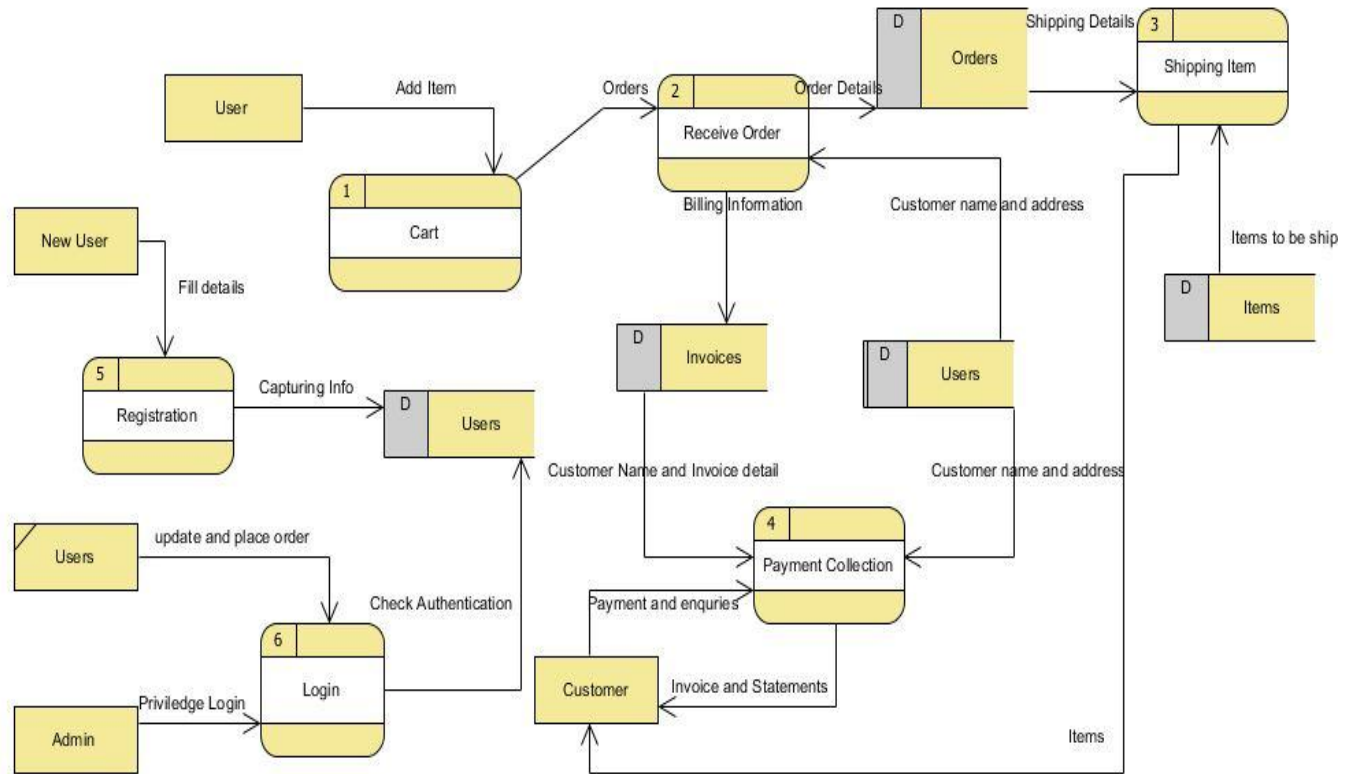 D
Orders
Shipping Details
3
Shipping Item
User
Add Item
Orders
2
Receive Order
Order Details
1
Cart
Billing Information
Customer name and address
New User
Fill details
Items to be ship
D
Items
D
Invoices
D
Users
5
Registration
Capturing Info
D
Users
Customer Name and Invoice detail
Customer name and address
4
Payment Collection
Users
update and place order
Check Authentication
Payment and enquries
6
Login
Priviledge Login
Admin
Customer
Invoice and Statements
Items